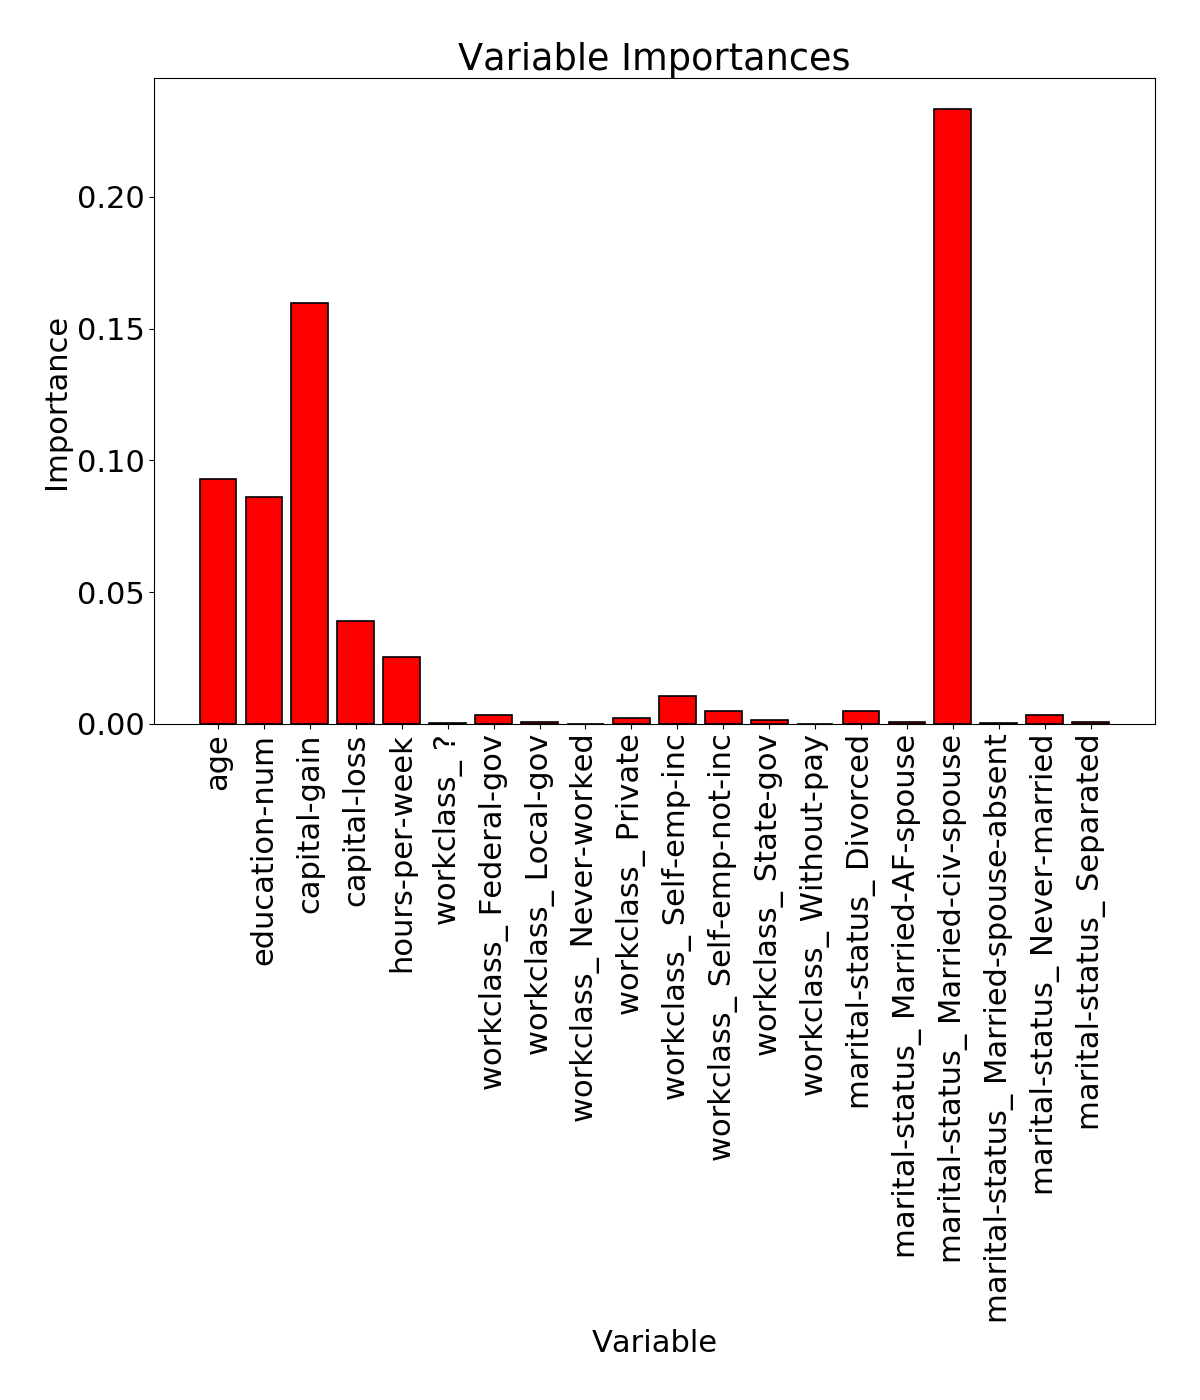 Variable Importances
Importance
0.20
0.15
0.10
0.05
0.00
age
education-num
capital-gain
capital-loss
hours-per-week
workclass_ ?
workclass_ Federal-gov
workclass_ Local-gov
workclass_ Never-worked
workclass_ Private
workclass_ Self-emp-inc
workclass_ Self-emp-not-inc
workclass_ State-gov
workclass_ Without-pay
marital-status_ Divorced
marital-status_ Married-AF-spouse
marital-status_ Married-civ-spouse
marital-status_ Married-spouse-absent
marital-status_ Never-married
marital-status_ Separated
Variable